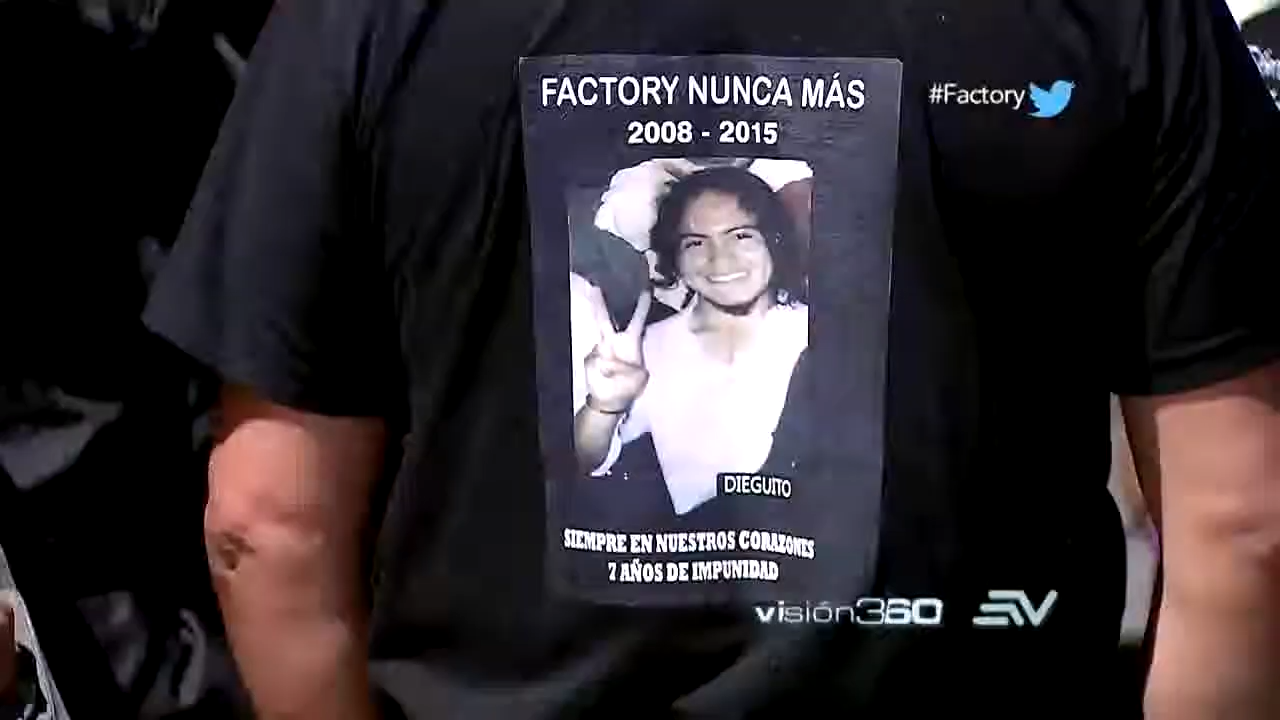 FACTORY NUNCA MÁS
2008 - 2015
#Factory
DIEGUITO
SIEMPRE EN NUESTROS CORAZONES
7 AÑOS DE IMPUNIDAD
visión360